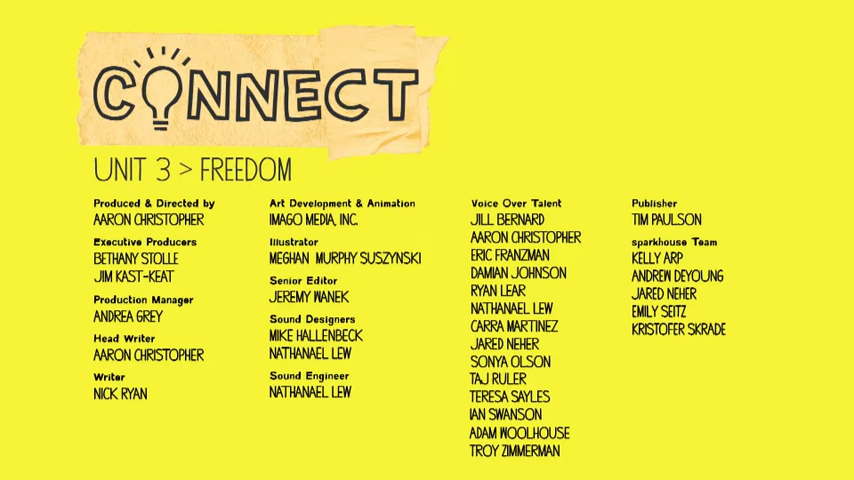 CONNECT
UNIT 3 > FREEDOM
Produced & Directed by
AARON CHRISTOPHER
Executive Producers
BETHANY STOLLE
JIM KAST-KEAT
Production Manager
ANDREA GREY
Head Writer
AARON CHRISTOPHER
Writer
NICK RYAN
Art Development & Animation
IMAGO MEDIA, INC.
Illustrator
MEGHAN MURPHY SUSZYNSKI
Senior Editor
JEREMY WANEK
Sound Designers
MIKE HALLENBECK
NATHANAEL LEW
Sound Engineer
NATHANAEL LEW
Voice Over Talent
JILL BERNARD
AARON CHRISTOPHER
ERIC FRANZMAN
DAMIAN JOHNSON
RYAN LEAR
NATHANAEL LEW
CARRA MARTINEZ
JARED NEHER
SONYA OLSON
TAJ RULER
TERESA SAYLES
IAN SWANSON
ADAM WOOLHOUSE
TROY ZIMMERMAN
Publisher
TIM PAULSON
sparkhouse Team
KELLY ARP
ANDREW DEYOUNG
JARED NEHER
EMILY SEITZ
KRISTOFER SKRADE